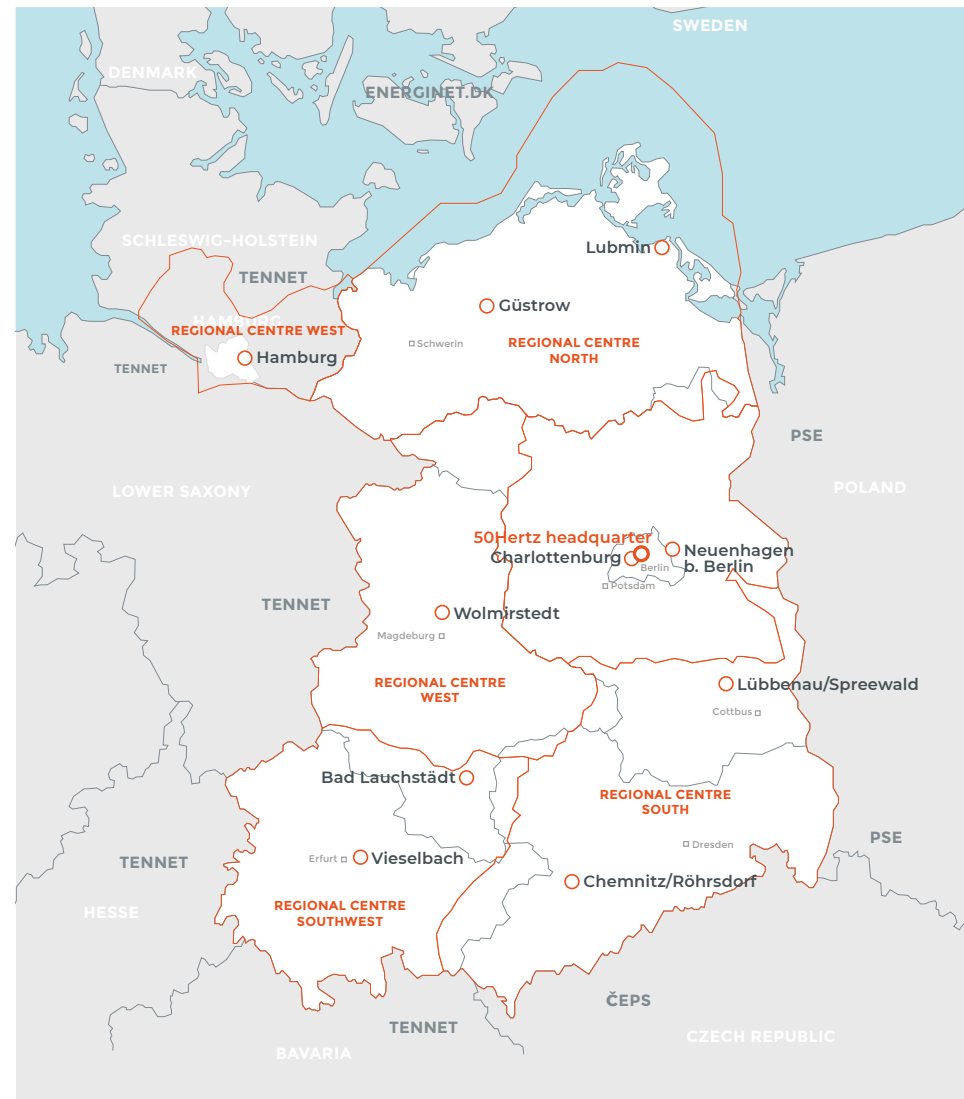 SWEDEN
DENMARK
ENERGINET.DK
SCHLESWIG-HOLSTEIN
Lubmin
TENNET
Güstrow
HAMBURG
REGIONAL CENTRE WEST
Schwerin
REGIONAL CENTRE
NORTH
Hamburg
TENNET
PSE
LOWER SAXONY
POLAND
50Hertz headquarter
Charlottenburg
Neuenhagen
b. Berlin
Berlin
Potsdam
TENNET
Wolmirstedt
Magdeburg
REGIONAL CENTRE
WEST
Lübbenau/Spreewald
Cottbus
Bad Lauchstädt
REGIONAL CENTRE
SOUTH
PSE
Dresden
TENNET
Erfurt
Vieselbach
Chemnitz/Röhrsdorf
HESSE
REGIONAL CENTRE
SOUTHWEST
ČEPS
TENNET
CZECH REPUBLIC
BAVARIA